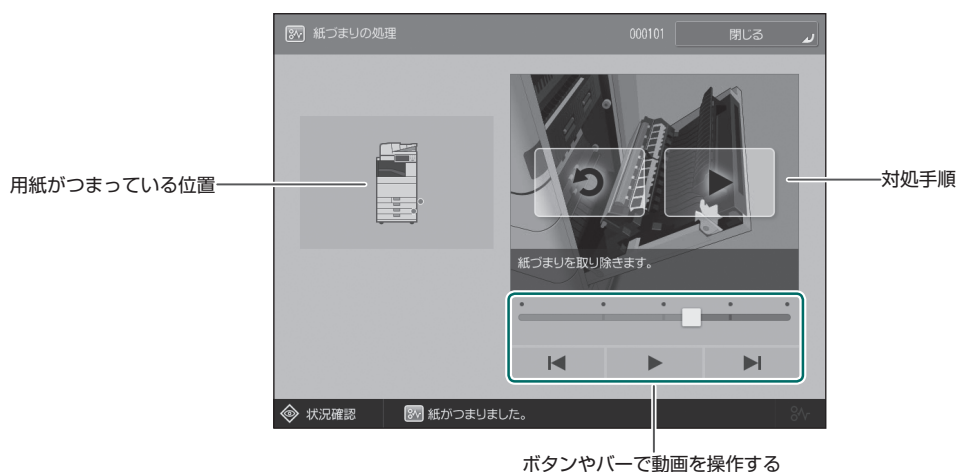 紙づまりの処理
000101
閉じる
用紙がつまっている位置
対処手順
紙づまりを取り除きます。
状況確認
紙がつまりました。
ボタンやバーで動画を操作する